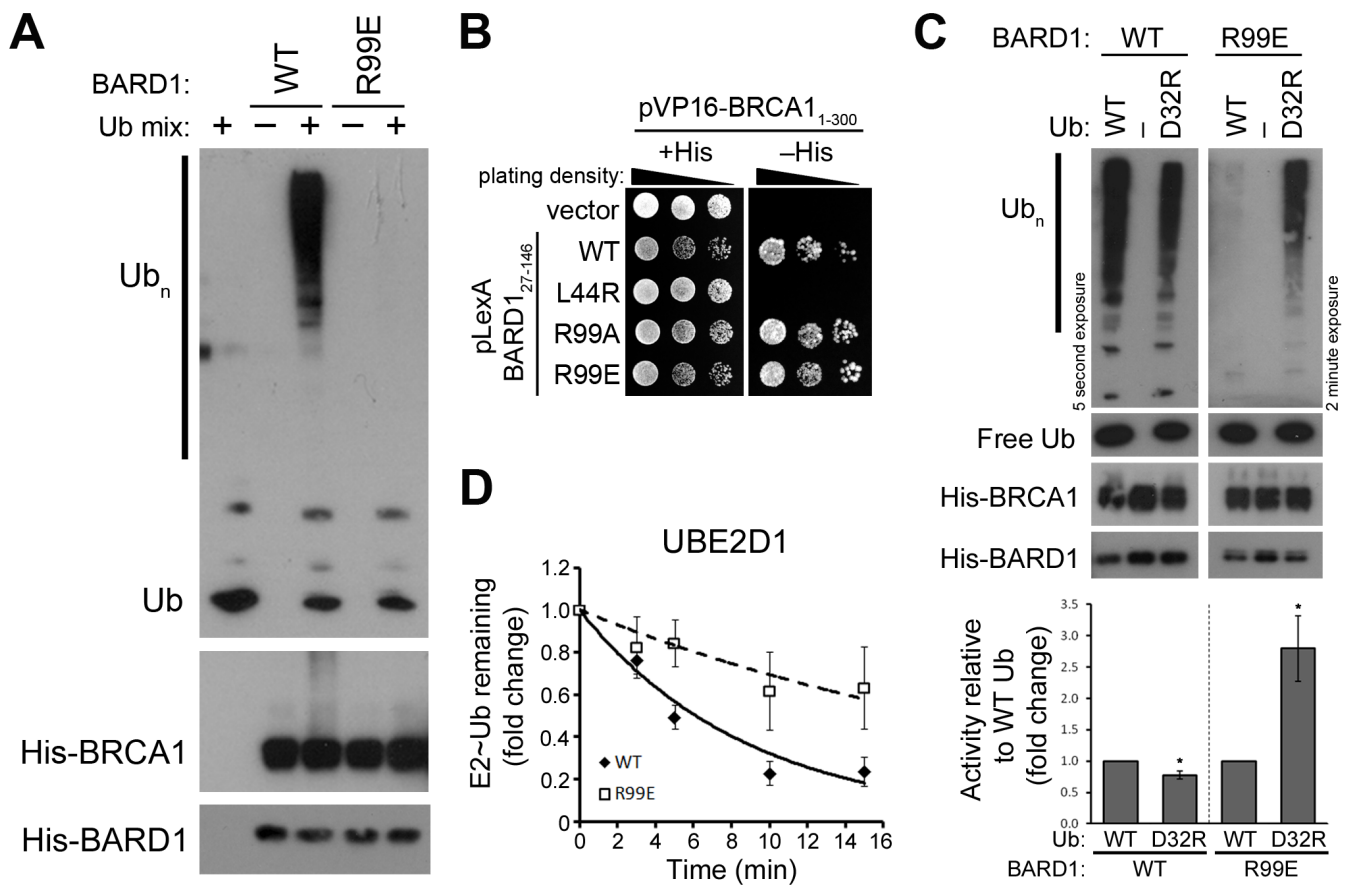 A
BARD1:
WT
R99E
Ub mix:
+
–
+
–
+
Ubn
Ub
His-BRCA1
His-BARD1
B
pVP16-BRCA11-300
+His
–His
plating density:
vector
WT
L44R
R99A
R99E
pLexA
BARD127-146
C
BARD1:
WT
R99E
Ub:
WT
–
D32R
WT
–
D32R
Ubn
5 second exposure
2 minute exposure
Free Ub
His-BRCA1
His-BARD1
Activity relative
to WT Ub
(fold change)
3.5
3.0
2.5
2.0
1.5
1.0
0.5
0.0
*
*
Ub:
WT
D32R
WT
D32R
BARD1:
WT
R99E
D
UBE2D1
E2~Ub remaining
(fold change)
1.2
1.0
0.8
0.6
0.4
0.2
0
WT
R99E
0 2 4 6 8 10 12 14 16
Time (min)